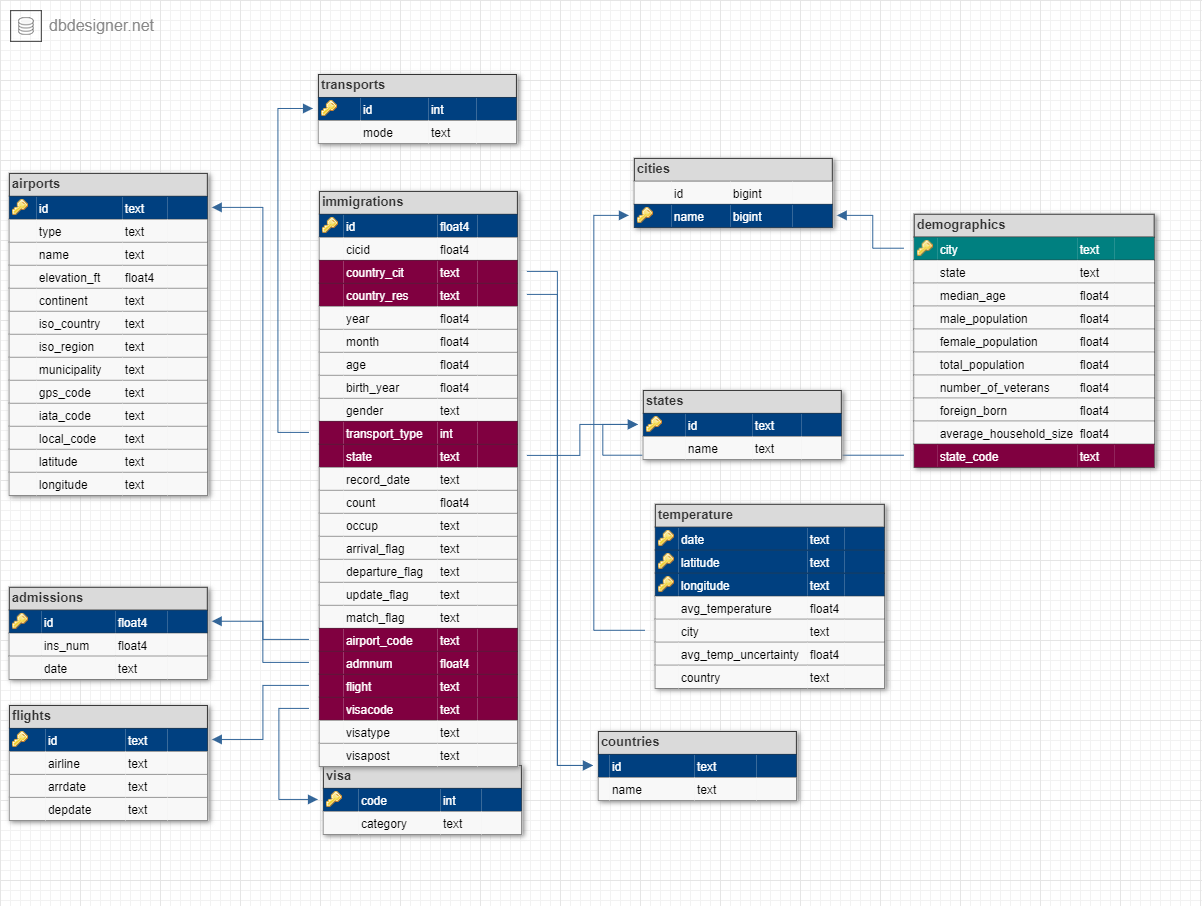 dbdesigner.net
transports
id int
mode text
airports
id text
type text
name text
elevation_ft float4
continent text
iso_country text
iso_region text
municipality text
gps_code text
iata_code text
local_code text
latitude text
longitude text
immigrations
id float4
cicid float4
country_cit text
country_res text
year float4
month float4
age float4
birth_year float4
gender text
transport_type int
state text
record_date text
count float4
occup text
arrival_flag text
departure_flag text
update_flag text
match_flag text
airport_code text
admnum float4
flight text
visacode text
visatype text
visapost text
cities
id bigint
name bigint
demographics
city text
state text
median_age float4
male_population float4
female_population float4
total_population float4
number_of_veterans float4
foreign_born float4
average_household_size float4
state_code text
states
id text
name text
temperature
date text
latitude text
longitude text
avg_temperature float4
city text
avg_temp_uncertainty float4
country text
admissions
id float4
ins_num float4
date text
flights
id text
airline text
arrdate text
depdate text
visa
code int
category text
countries
id text
name text